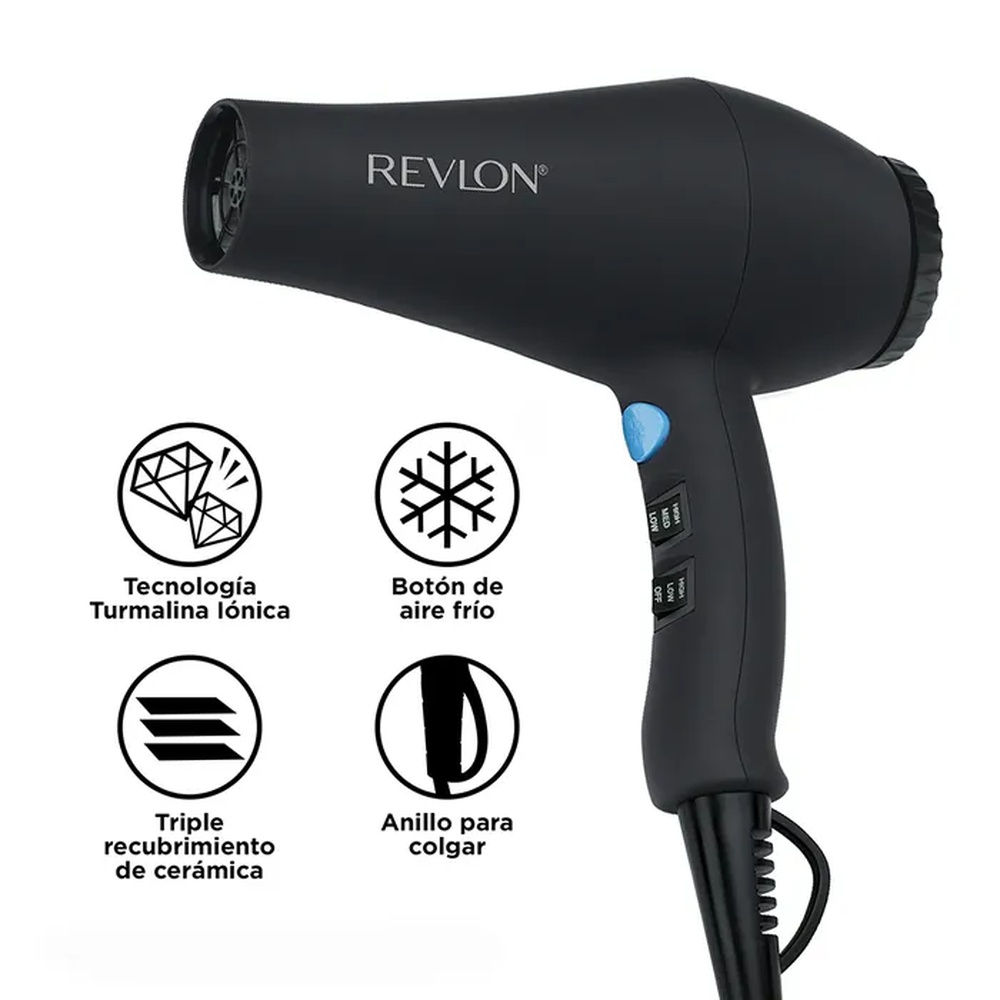 REVLON®
Tecnología
Turmalina Iónica
Botón de
aire frío
HIGH
MED
LOW
HIGH
LOW
OFF
Triple
recubrimiento
de cerámica
Anillo para
colgar